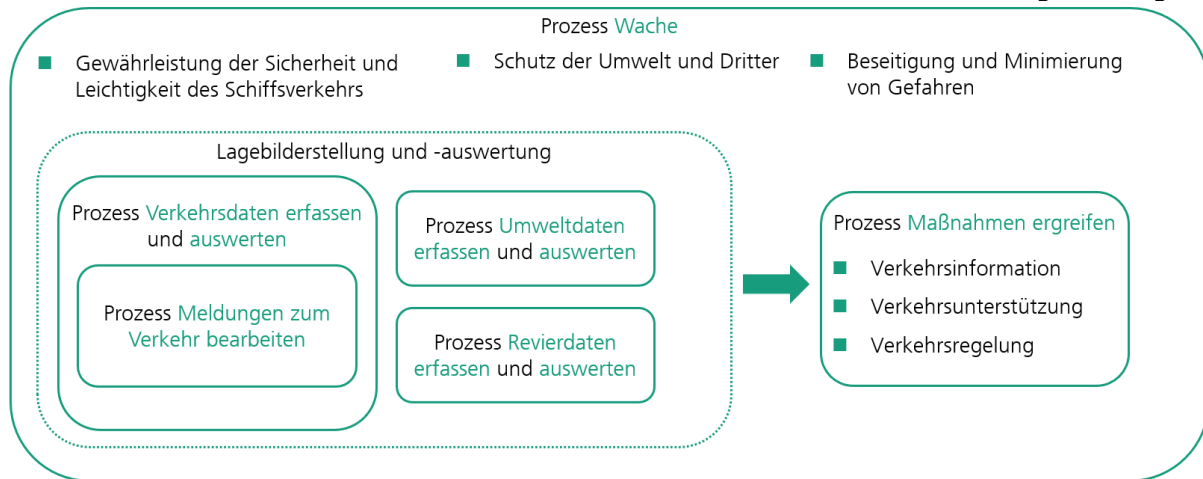 Prozess Wache
Gewährleistung der Sicherheit und
Leichtigkeit des Schiffsverkehrs
Schutz der Umwelt und Dritter
Beseitigung und Minimierung
von Gefahren
Lagebilderstellung und -auswertung
Prozess Verkehrsdaten erfassen
und auswerten
Prozess Meldungen zum
Verkehr bearbeiten
Prozess Umweltdaten
erfassen und auswerten
Prozess Revierdaten
erfassen und auswerten
Prozess Maßnahmen ergreifen
Verkehrsinformation
Verkehrsunterstützung
Verkehrsregelung